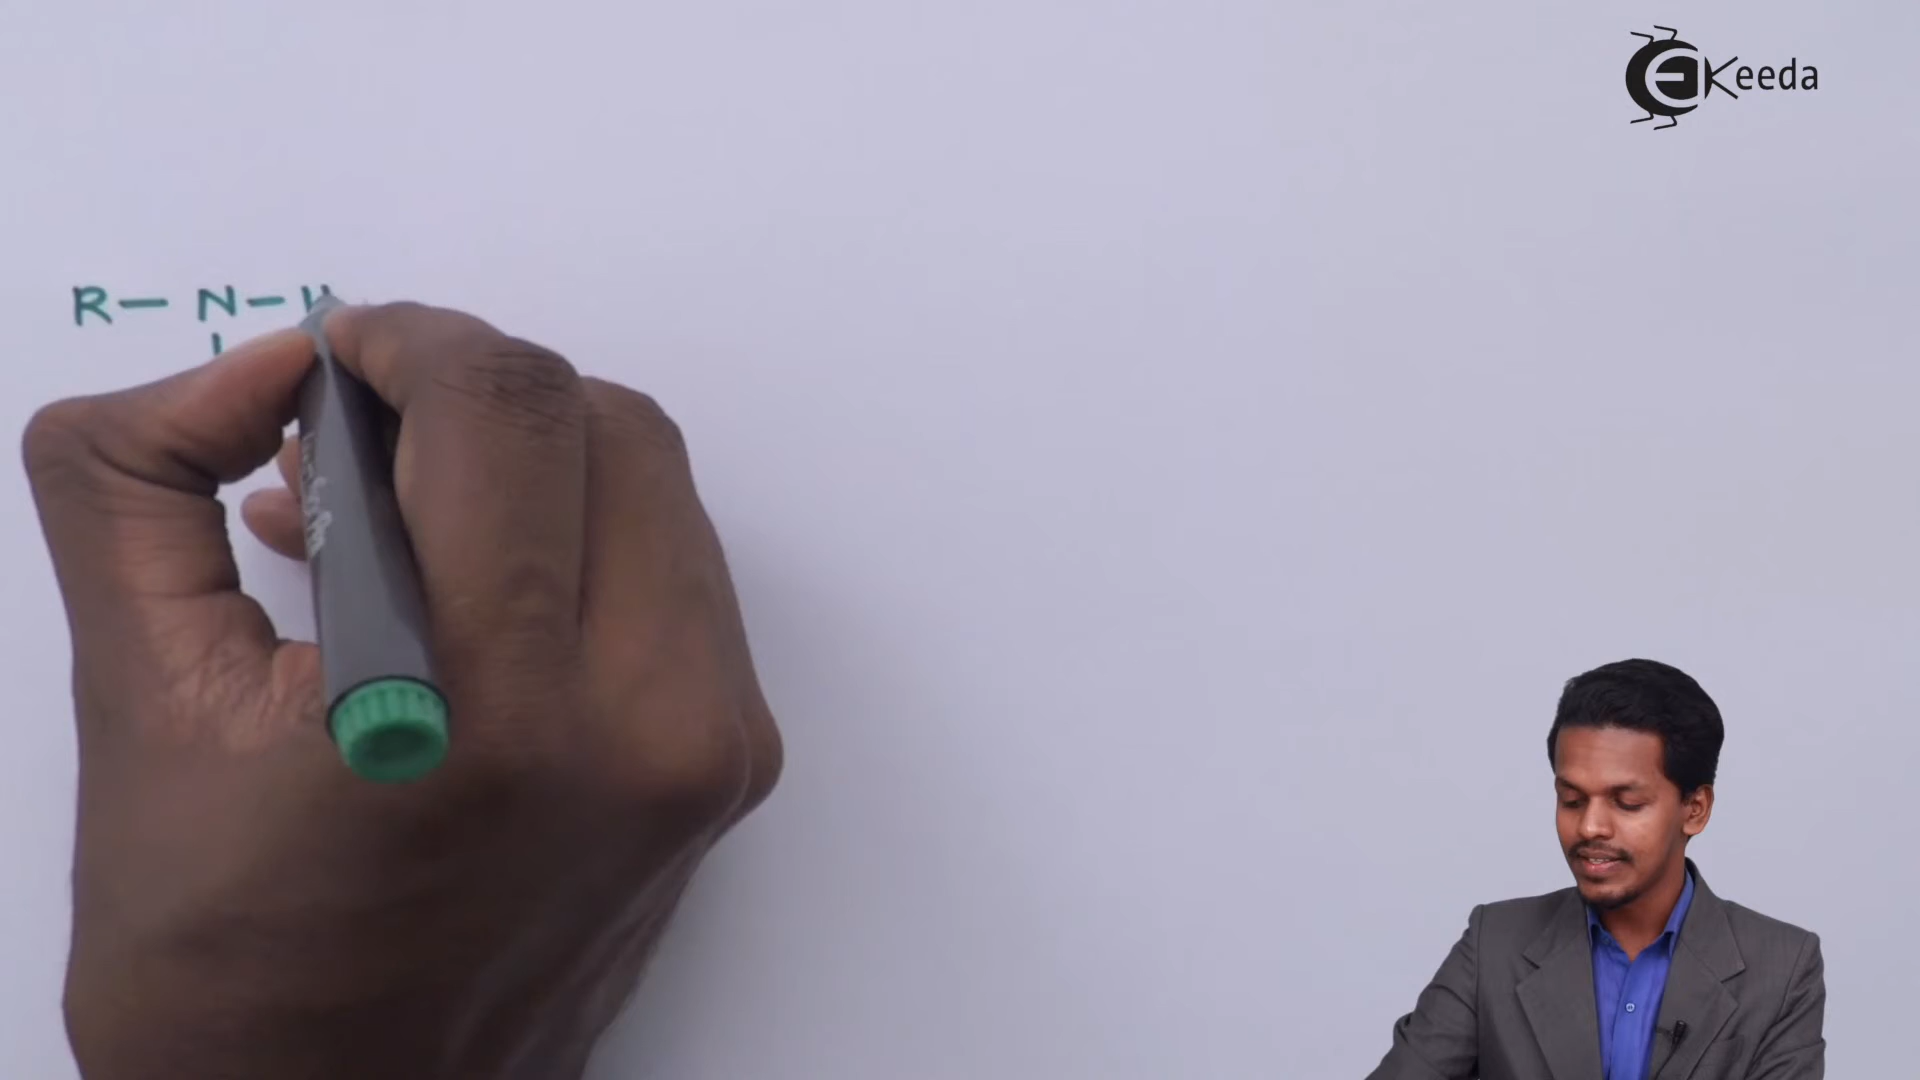 Keeda
R — N — H